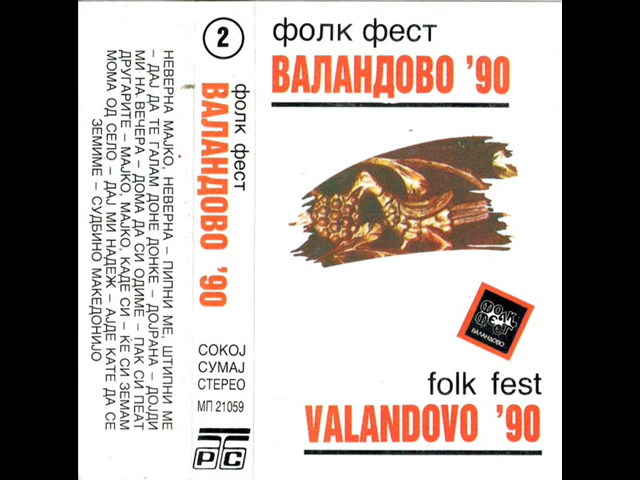 НЕВЕРНА МАЈКО, НЕВЕРНА – ПИПНИ МЕ, ШТИПНИ МЕ
– ДАЈ ДА ТЕ ГАЛАМ ДОНЕ ДОНКЕ – ДОЈРАНА – ДОЈДИ
МИ НА ВЕЧЕРА – ДОМА ДА СИ ОДИМЕ – ПАК СИ ПЕАТ
ДРУГАРИТЕ – МАЈКО, МАЈКО, КАДЕ СИ – ЌЕ СИ ЗЕМАМ
МОМА ОД СЕЛО – ДАЈ МИ НАДЕЖ – АЈДЕ КАТЕ ДА СЕ
ЗЕМИМЕ – СУДБИНО МАКЕДОНИЈО
2
фолк фест
ВАЛАНДОВО '90
СОКОЈ
СУМАЈ
СТЕРЕО
МП 21059
РТС
фолк фест
ВАЛАНДОВО '90
ФОЛК
ФЕСТ
ВАЛАНДОВО
folk fest
VALANDOVO '90